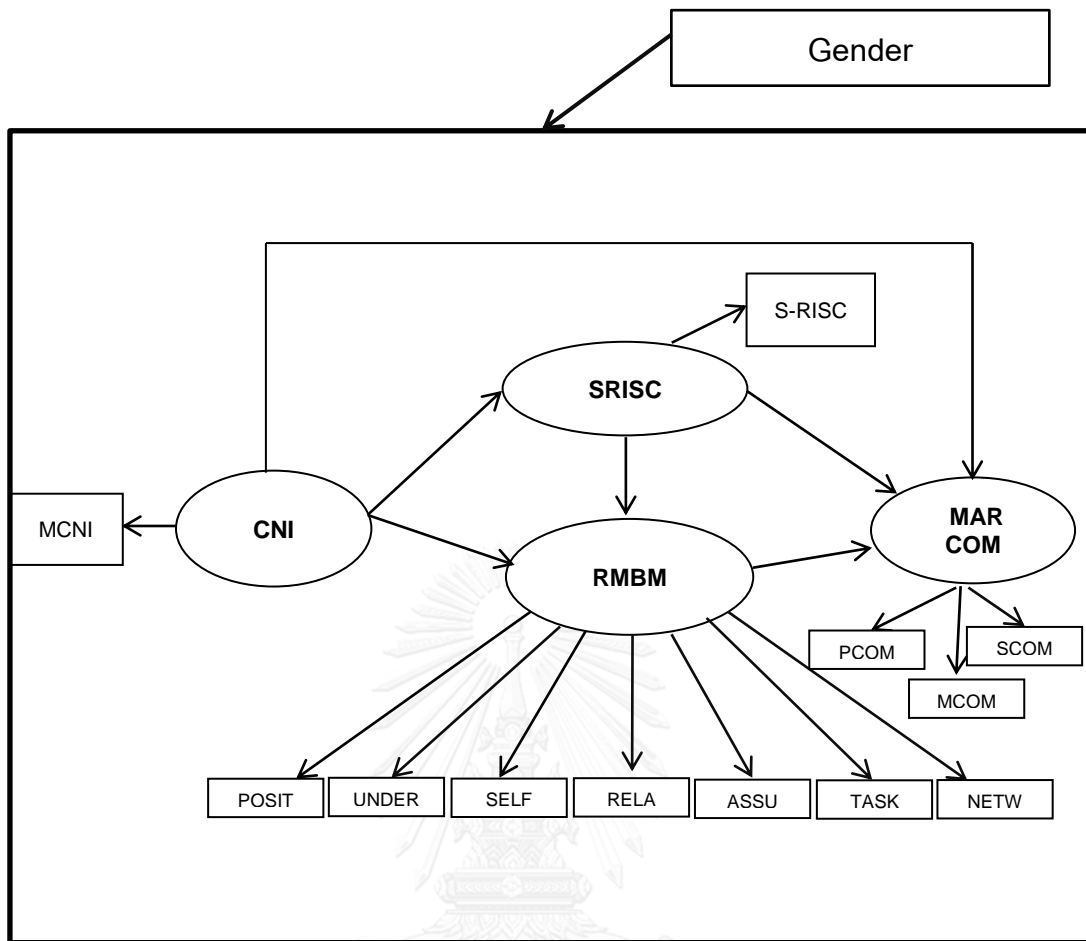 Gender
S-RISC
SRISC
MCNI
CNI
MAR
COM
RMBM
PCOM
SCOM
MCOM
POSIT
UNDER
SELF
RELA
ASSU
TASK
NETW